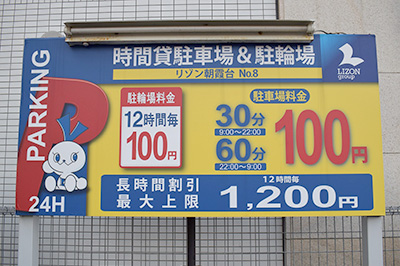 PARKING
24H
時間貸駐車場&駐輪場
リゾン朝霞台 No.8
LIZON
group
駐輪場料金
12時間毎
100円
駐車場料金
30分
9:00〜22:00
60分
22:00〜9:00
100円
長時間割引
最大上限
12時間毎
1,200円